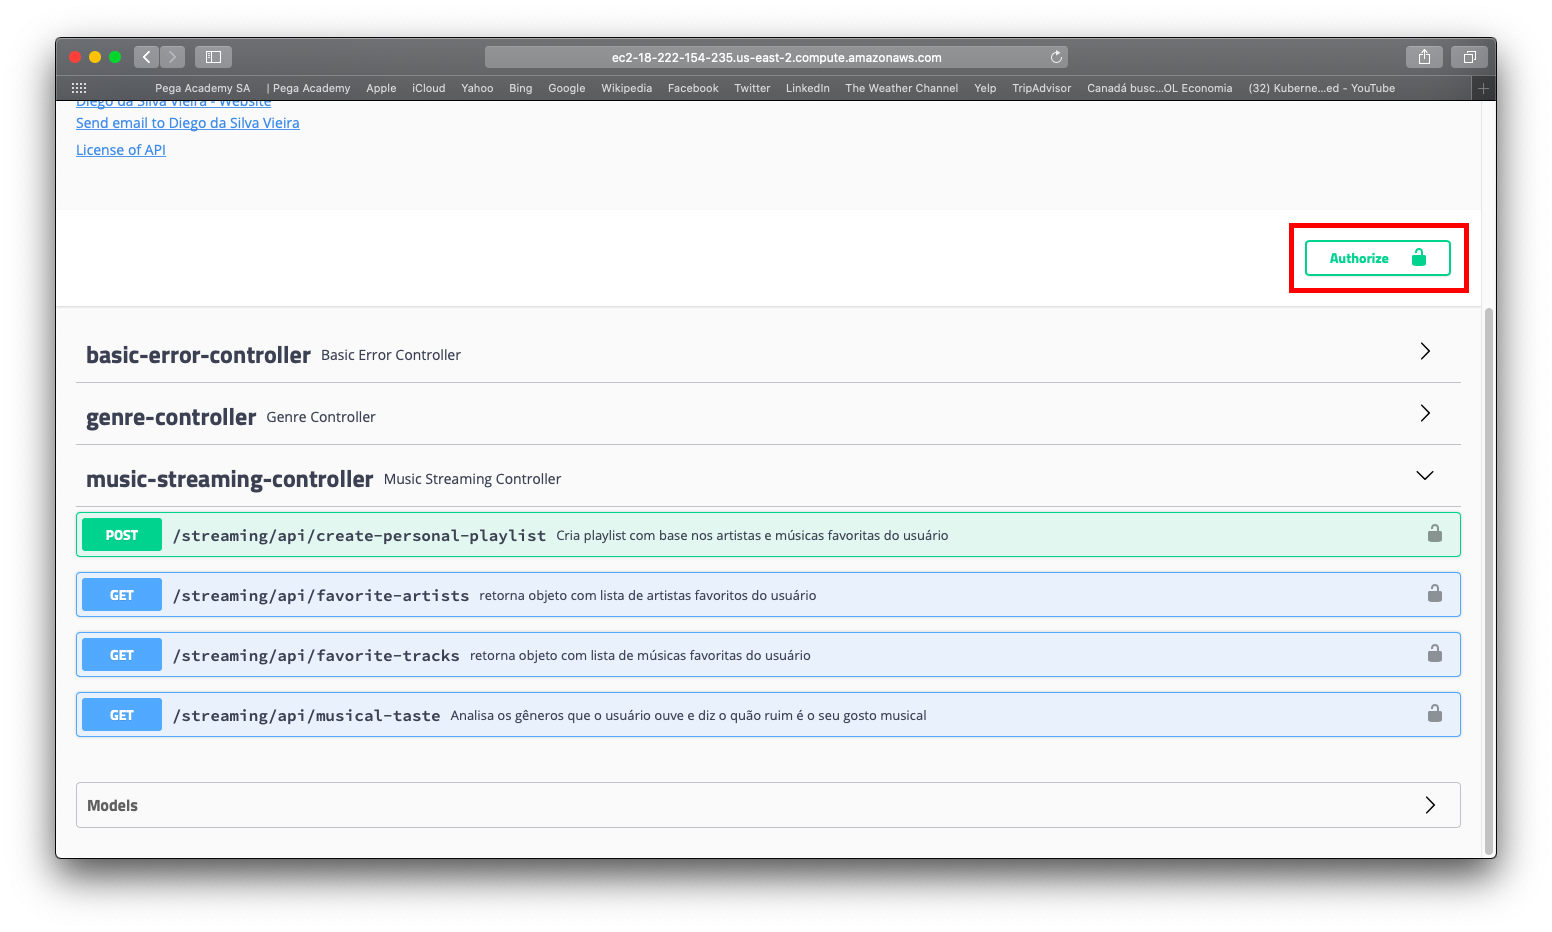 ec2-18-222-154-235.us-east-2.compute.amazonaws.com
Pega Academy SA | Pega Academy Apple iCloud Yahoo Bing Google Wikipedia Facebook Twitter LinkedIn The Weather Channel Yelp TripAdvisor Canadá busc...OL Economia (32) Kuberne...ed - YouTube
Diego da Silva Vieira - Website
Send email to Diego da Silva Vieira
License of API
Authorize
basic-error-controller Basic Error Controller
genre-controller Genre Controller
music-streaming-controller Music Streaming Controller
POST /streaming/api/create-personal-playlist Cria playlist com base nos artistas e músicas favoritas do usuário
GET /streaming/api/favorite-artists retorna objeto com lista de artistas favoritos do usuário
GET /streaming/api/favorite-tracks retorna objeto com lista de músicas favoritas do usuário
GET /streaming/api/musical-taste Analisa os gêneros que o usuário ouve e diz o quão ruim é o seu gosto musical
Models